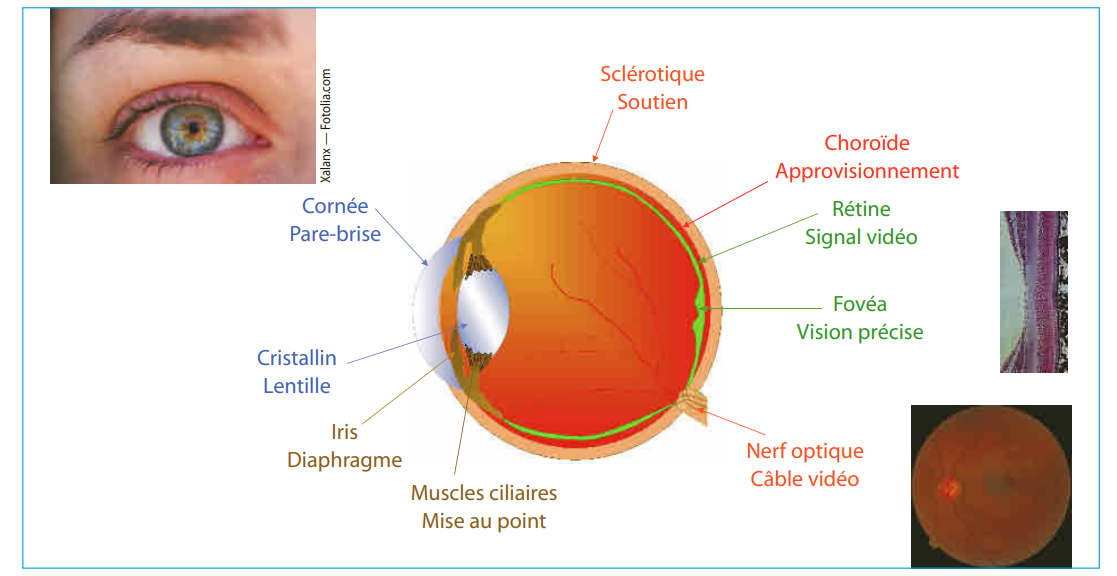 Xalanx — Fotolia.com
Sclérotique
Soutien
Choroïde
Approvisionnement
Cornée
Pare-brise
Rétine
Signal vidéo
Fovéa
Vision précise
Cristallin
Lentille
Iris
Diaphragme
Nerf optique
Câble vidéo
Muscles ciliaires
Mise au point